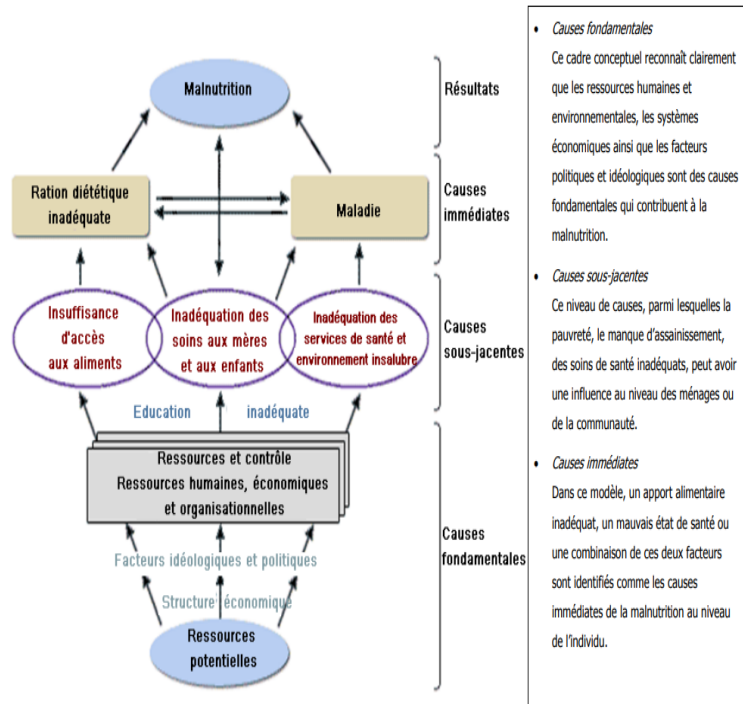 Malnutrition
Résultats
Ration diététique
inadéquate
Maladie
Causes
immédiates
Insuffisance
d'accès
aux aliments
Inadéquation des
soins aux mères
et aux enfants
Inadéquation des
services de santé et
environnement insalubre
Causes
sous-jacentes
Education inadéquate
Ressources et contrôle
Ressources humaines, économiques
et organisationnelles
Facteurs idéologiques et politiques
Structure économique
Causes
fondamentales
Ressources
potentielles
• Causes fondamentales
Ce cadre conceptuel reconnaît clairement
que les ressources humaines et
environnementales, les systèmes
économiques ainsi que les facteurs
politiques et idéologiques sont des causes
fondamentales qui contribuent à la
malnutrition.
• Causes sous-jacentes
Ce niveau de causes, parmi lesquelles la
pauvreté, le manque d'assainissement,
des soins de santé inadéquats, peut avoir
une influence au niveau des ménages ou
de la communauté.
• Causes immédiates
Dans ce modèle, un apport alimentaire
inadéquat, un mauvais état de santé ou
une combinaison de ces deux facteurs
sont identifiés comme les causes
immédiates de la malnutrition au niveau
de l'individu.